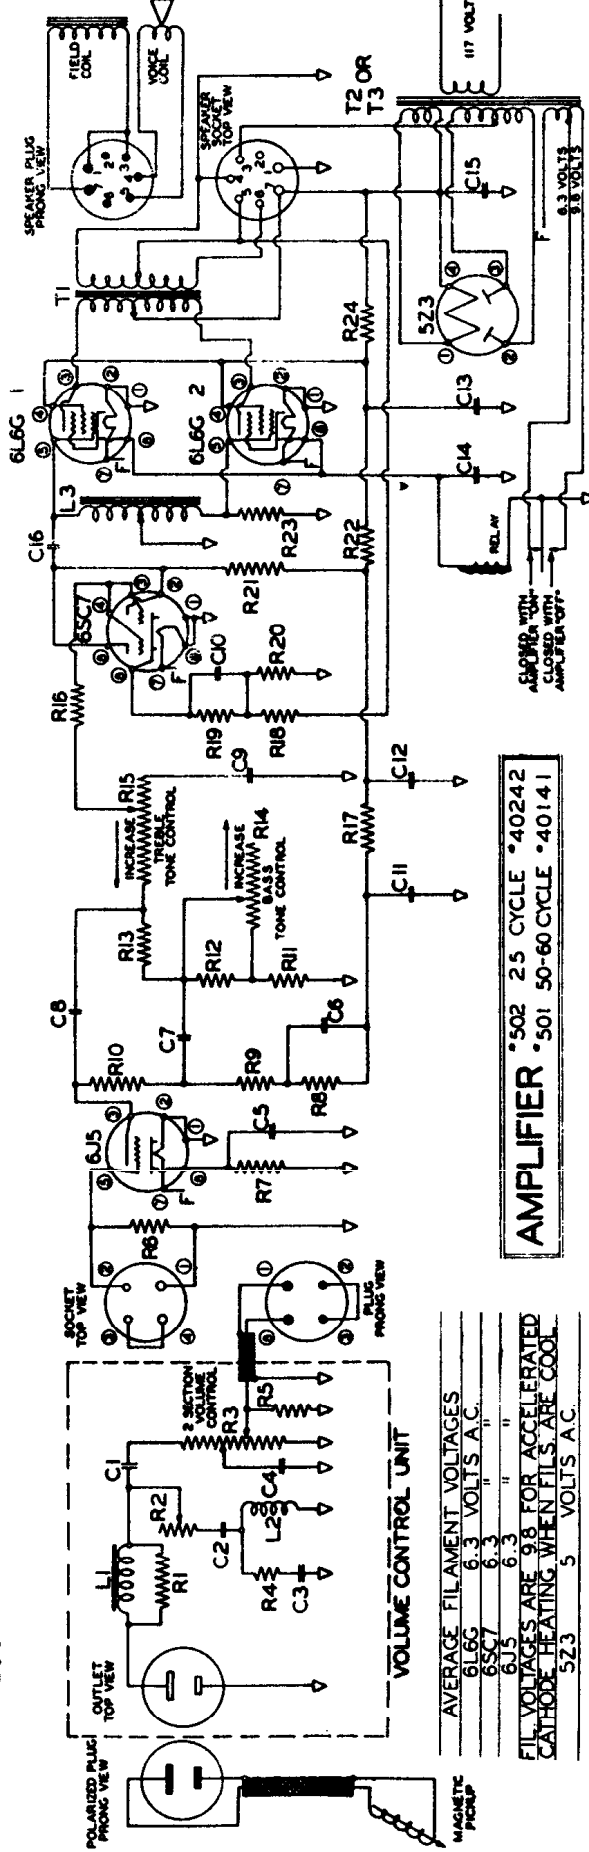 POLARIZED PLUG
PRONG VIEW
MAGNETIC
PICKUP
OUTLET
TOP VIEW
L1
R1
R2
C1
C2
R4
C3
L2
C4
2 SECTION
VOLUME
CONTROL
R3
R5
VOLUME CONTROL UNIT
SOCKET
TOP VIEW
PLUG
PRONG VIEW
R6
6J5
R7
C5
R10
C8
C7
R9
R8
C6
R13
R12
R11
INCREASE
R15
TREBLE
TONE CONTROL
INCREASE
R14
BASS
TONE CONTROL
C9
R17
C11
C12
R16
6SC7
R19
C10
R18
R20
R21
C16
L3
R23
R22
6L6G 1
6L6G 2
T1
C14
C13
R24
RELAY
CLOSED WITH
AMPLIFIER "ON"
CLOSED WITH
AMPLIFIER "OFF"
5Z3
C15
SPEAKER PLUG
PRONG VIEW
FIELD
COIL
VOICE
COIL
SPEAKER
SOCKET
TOP VIEW
T2 OR
T3
117 VOLTS
6.3 VOLTS
9.8 VOLTS
AVERAGE FILAMENT VOLTAGES
6L6G 6.3 VOLTS A.C.
6SC7 6.3 " "
6J5 6.3 " "
FIL. VOLTAGES ARE 9.8 FOR ACCELERATED
CATHODE HEATING WHEN FIL'S. ARE COOL
5Z3 5 VOLTS A.C.
AMPLIFIER
*502 25 CYCLE *40242
*501 50-60 CYCLE *40141